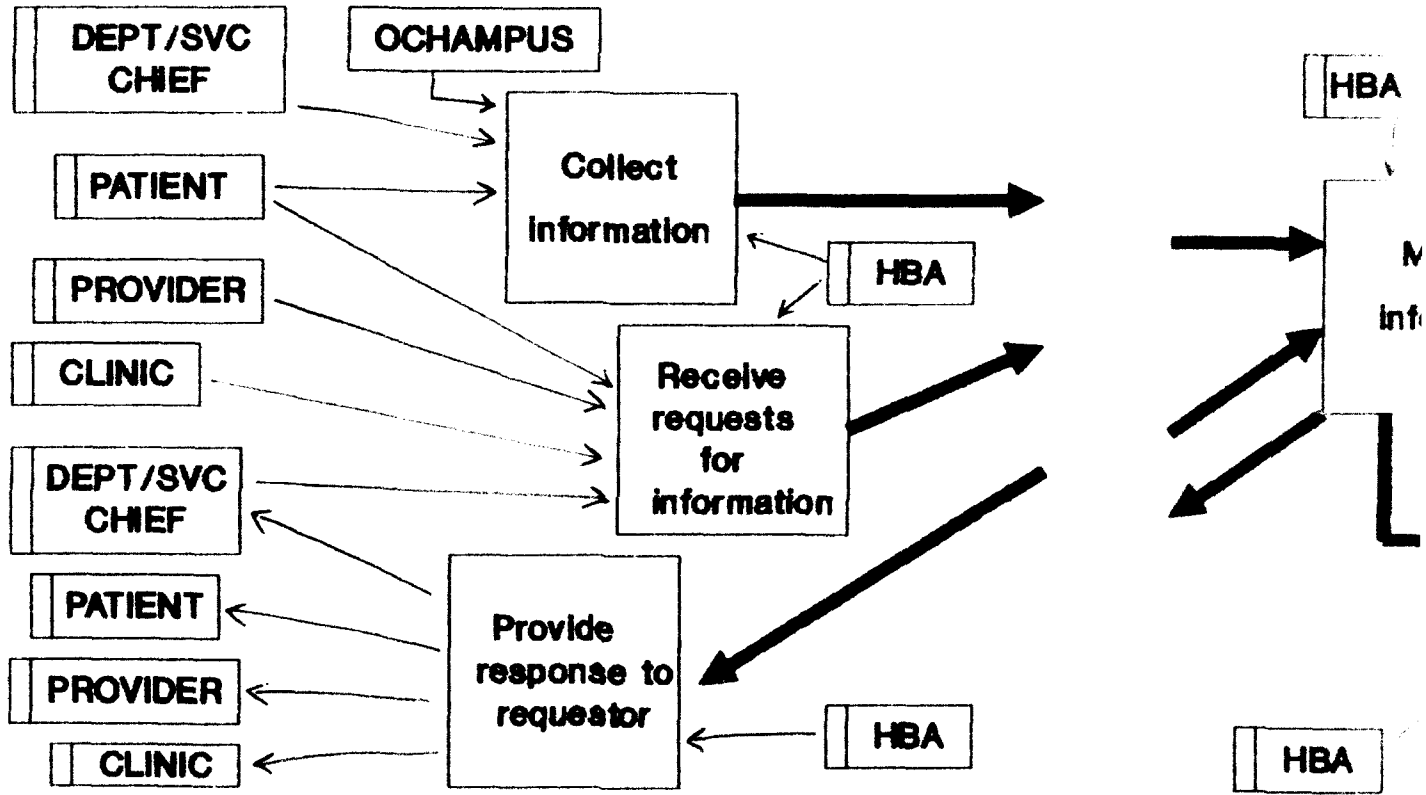 DEPT/SVC
CHIEF
OCHAMPUS
HBA
PATIENT
Collect
information
PROVIDER
HBA
CLINIC
Receive
requests
for
information
DEPT/SVC
CHIEF
PATIENT
Provide
response to
requestor
PROVIDER
CLINIC
HBA
HBA